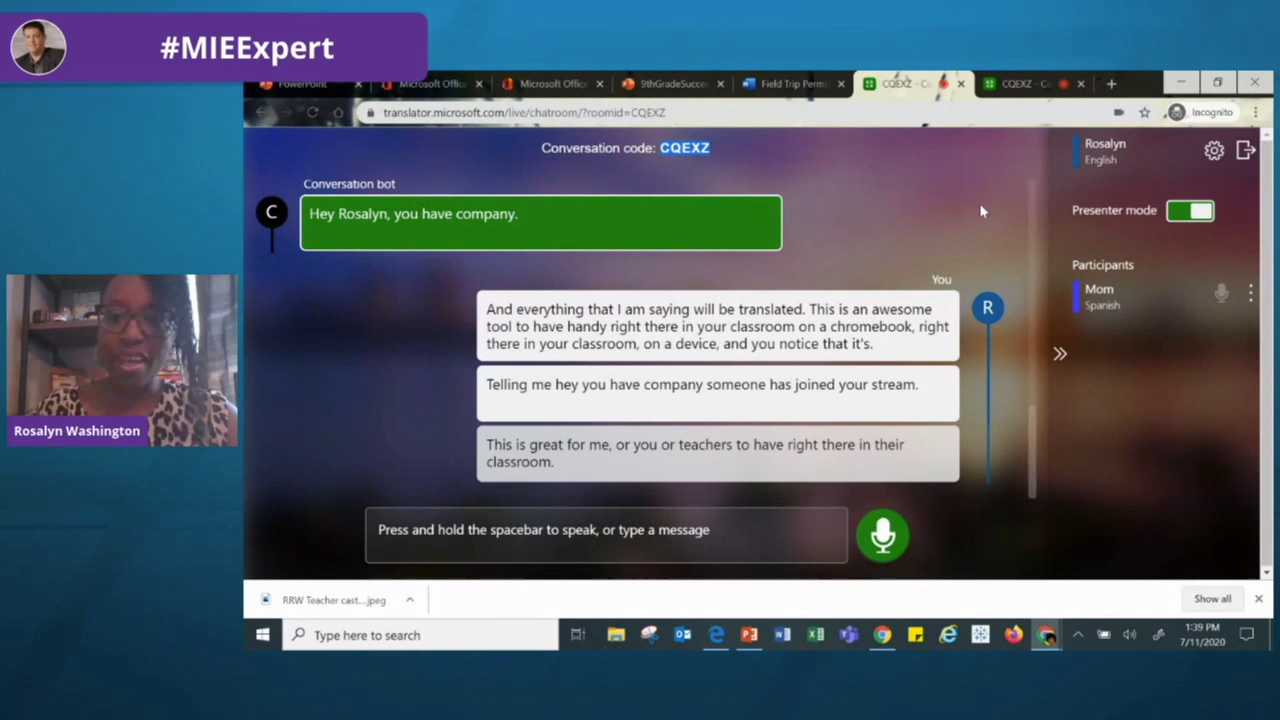 #MIEExpert
PowerPoint
Microsoft Office
Microsoft Office
9thGradeSucce
Field Trip Permi
CQEXZ - Co
CQEXZ - Co
translator.microsoft.com/live/chatroom/?roomid=CQEXZ
Incognito
Conversation code: CQEXZ
Rosalyn
English
Conversation bot
C
Hey Rosalyn, you have company.
Presenter mode
Participants
Mom
Spanish
You
R
And everything that I am saying will be translated. This is an awesome
tool to have handy right there in your classroom on a chromebook, right
there in your classroom, on a device, and you notice that it's.
Telling me hey you have company someone has joined your stream.
This is great for me, or you or teachers to have right there in their
classroom.
Rosalyn Washington
Press and hold the spacebar to speak, or type a message
RRW Teacher cast....jpeg
Show all
Type here to search
1:39 PM
7/11/2020